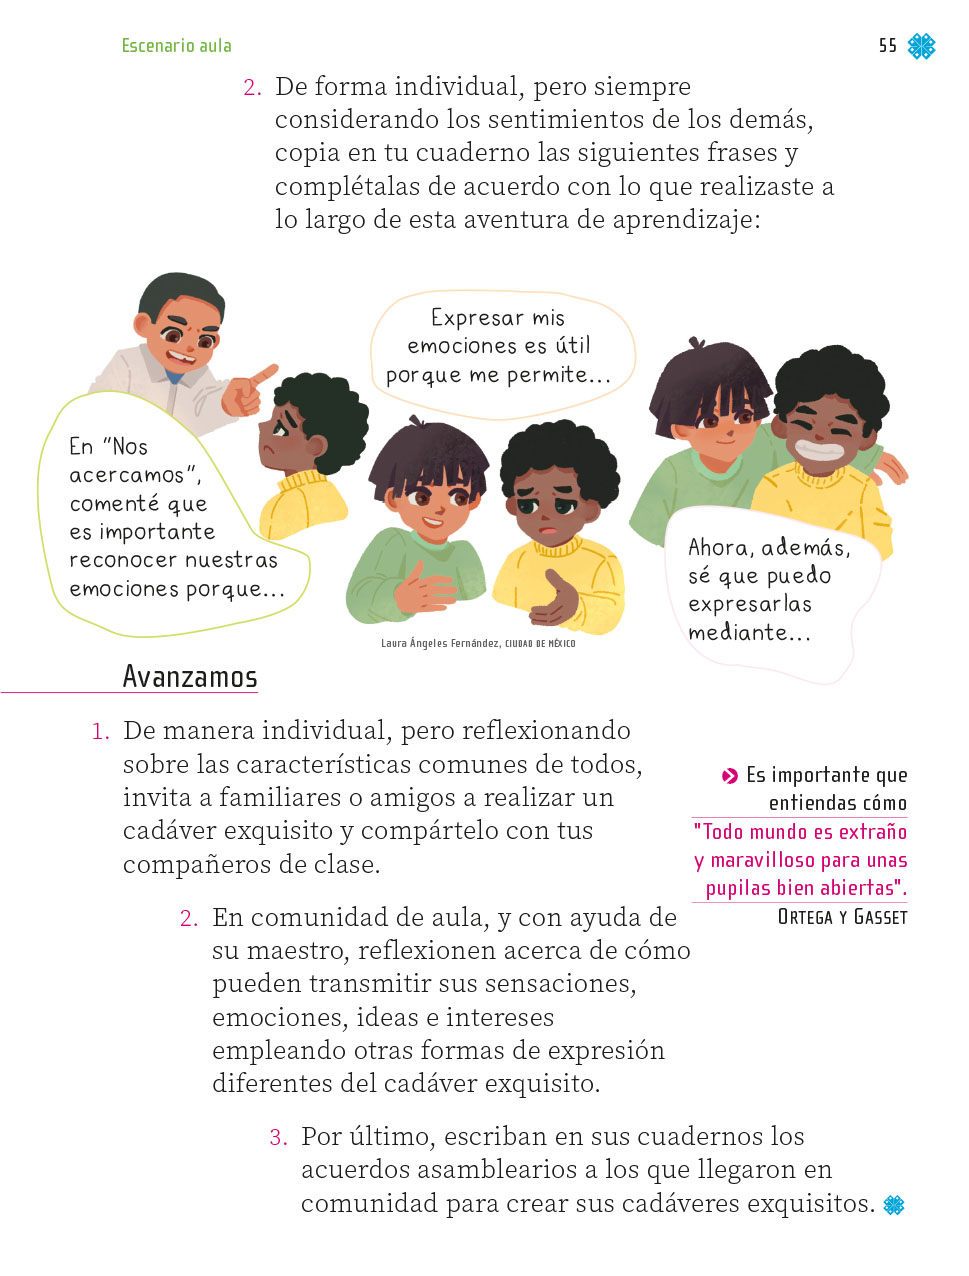 Escenario aula
55
2. De forma individual, pero siempre
considerando los sentimientos de los demás,
copia en tu cuaderno las siguientes frases y
complétalas de acuerdo con lo que realizaste a
lo largo de esta aventura de aprendizaje:
Expresar mis
emociones es útil
porque me permite...
En "Nos
acercamos",
comenté que
es importante
reconocer nuestras
emociones porque...
Ahora, además,
sé que puedo
expresarlas
mediante...
Laura Ángeles Fernández, CIUDAD DE MÉXICO
Avanzamos
1. De manera individual, pero reflexionando
sobre las características comunes de todos,
invita a familiares o amigos a realizar un
cadáver exquisito y compártelo con tus
compañeros de clase.
Es importante que
entiendas cómo
"Todo mundo es extraño
y maravilloso para unas
pupilas bien abiertas".
ORTEGA Y GASSET
2. En comunidad de aula, y con ayuda de
su maestro, reflexionen acerca de cómo
pueden transmitir sus sensaciones,
emociones, ideas e intereses
empleando otras formas de expresión
diferentes del cadáver exquisito.
3. Por último, escriban en sus cuadernos los
acuerdos asamblearios a los que llegaron en
comunidad para crear sus cadáveres exquisitos.